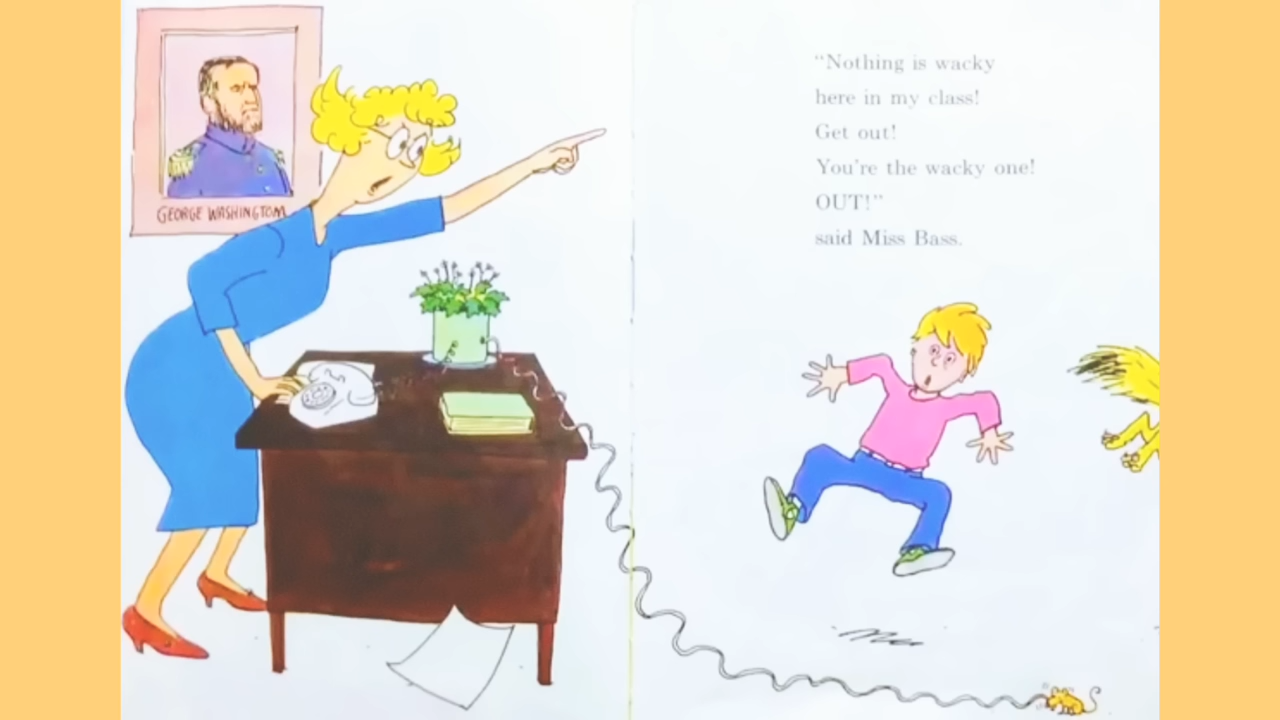 GEORGE WASHINGTON
"Nothing is wacky
here in my class!
Get out!
You're the wacky one!
OUT!"
said Miss Bass.